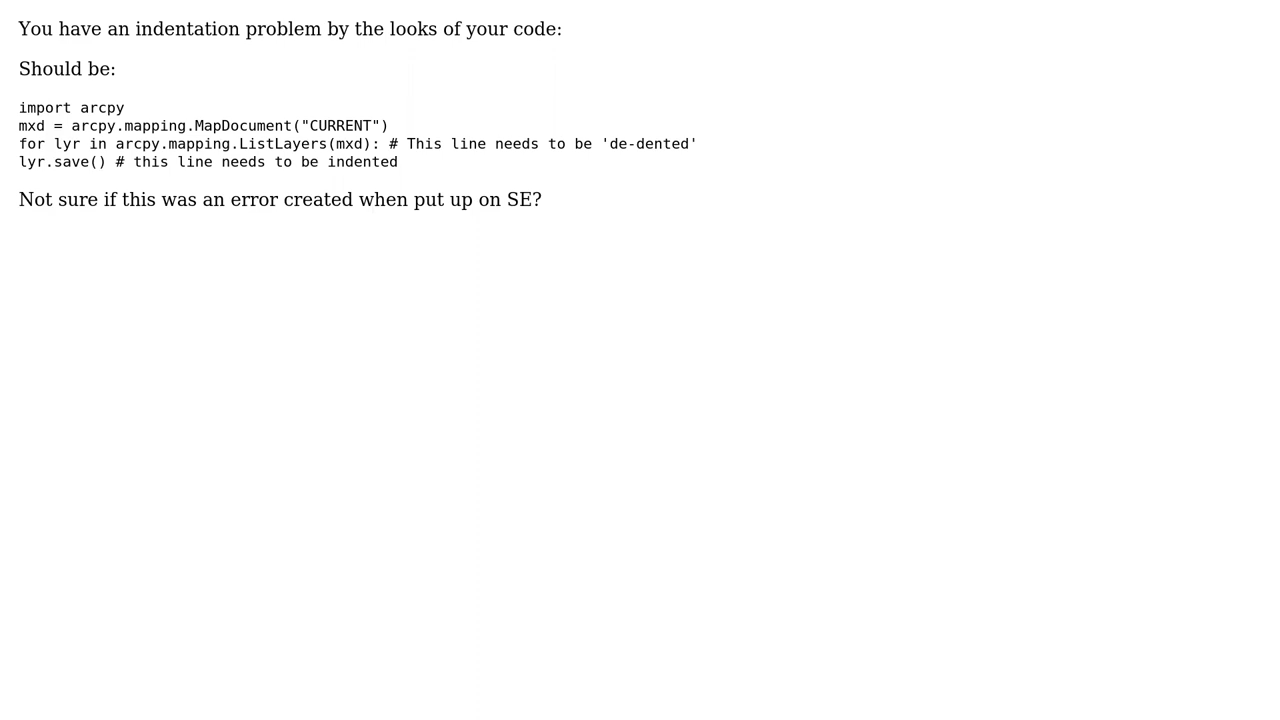 You have an indentation problem by the looks of your code:
Should be:
import arcpy
mxd = arcpy.mapping.MapDocument("CURRENT")
for lyr in arcpy.mapping.ListLayers(mxd): # This line needs to be 'de-dented'
lyr.save() # this line needs to be indented
Not sure if this was an error created when put up on SE?